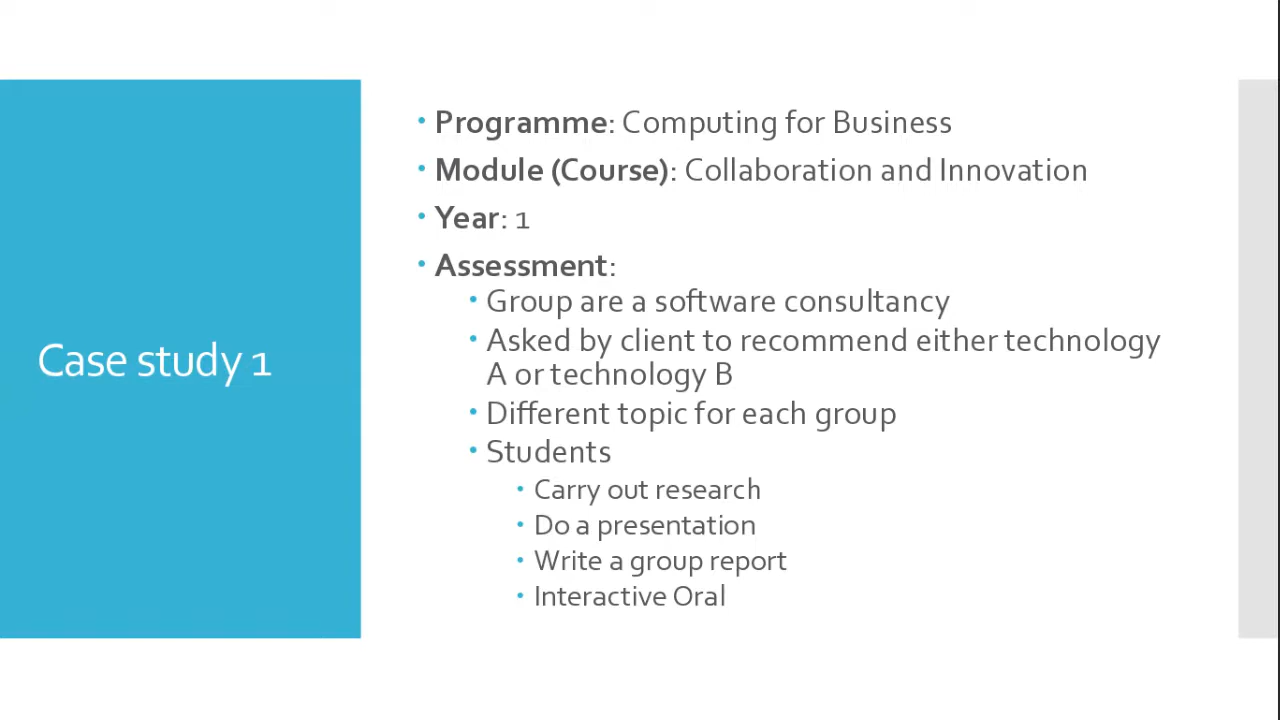 Case study 1
• Programme: Computing for Business
• Module (Course): Collaboration and Innovation
• Year: 1
• Assessment:
• Group are a software consultancy
• Asked by client to recommend either technology
A or technology B
• Different topic for each group
• Students
• Carry out research
• Do a presentation
• Write a group report
• Interactive Oral